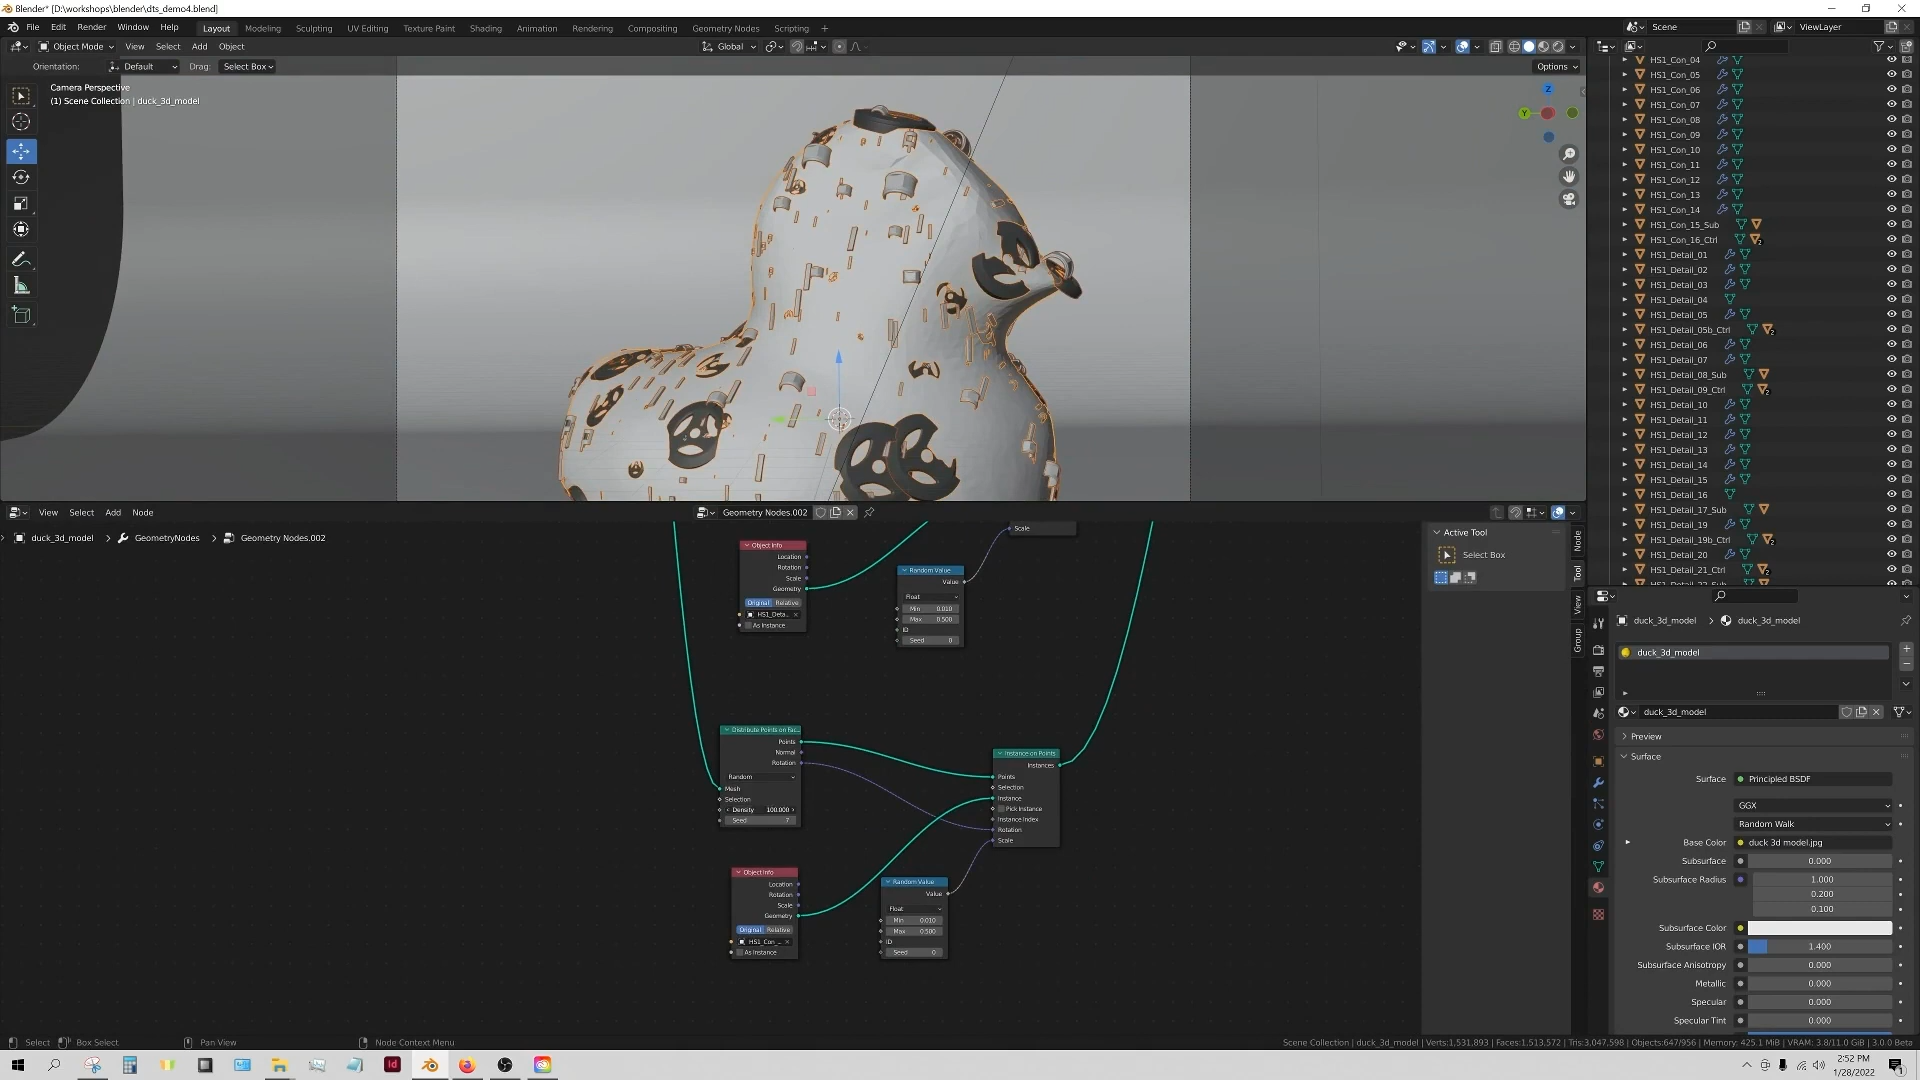 Blender* [D:\workshops\blender\dts_demo4.blend]
File Edit Render Window Help Layout Modeling Sculpting UV Editing Texture Paint Shading Animation Rendering Compositing Geometry Nodes Scripting + Scene ViewLayer
Object Mode View Select Add Object Global
Orientation: Default Drag: Select Box Options
Camera Perspective
(1) Scene Collection | duck_3d_model
Z
Y
HS1_Con_04
HS1_Con_05
HS1_Con_06
HS1_Con_07
HS1_Con_08
HS1_Con_09
HS1_Con_10
HS1_Con_11
HS1_Con_12
HS1_Con_13
HS1_Con_14
HS1_Con_15_Sub
HS1_Con_16_Ctrl
HS1_Detail_01
HS1_Detail_02
HS1_Detail_03
HS1_Detail_04
HS1_Detail_05
HS1_Detail_05b_Ctrl
HS1_Detail_06
HS1_Detail_07
HS1_Detail_08_Sub
HS1_Detail_09_Ctrl
HS1_Detail_10
HS1_Detail_11
HS1_Detail_12
HS1_Detail_13
HS1_Detail_14
HS1_Detail_15
HS1_Detail_16
HS1_Detail_17_Sub
HS1_Detail_19
HS1_Detail_19b_Ctrl
HS1_Detail_20
HS1_Detail_21_Ctrl
HS1_Detail_22_Sub
View Select Add Node Geometry Nodes.002
duck_3d_model GeometryNodes Geometry Nodes.002
Scale
Object Info
Location
Rotation
Scale
Geometry
Original Relative
HS1_Deta..
As Instance
Random Value
Value
Float
Min 0.010
Max 0.500
ID
Seed 0
Distribute Points on Fac..
Points
Normal
Rotation
Random
Mesh
Selection
Density 100.000
Seed 7
Instance on Points
Instances
Points
Selection
Instance
Pick Instance
Instance Index
Rotation
Scale
Object Info
Location
Rotation
Scale
Geometry
Original Relative
HS1_Con_..
As Instance
Random Value
Value
Float
Min 0.010
Max 0.500
ID
Seed 0
Active Tool
Select Box
Node
Tool
View
Group
duck_3d_model duck_3d_model
duck_3d_model
duck_3d_model
Preview
Surface
Surface Principled BSDF
GGX
Random Walk
Base Color duck 3d model.jpg
Subsurface 0.000
Subsurface Radius 1.000
0.200
0.100
Subsurface Color
Subsurface IOR 1.400
Subsurface Anisotropy 0.000
Metallic 0.000
Specular 0.000
Specular Tint 0.000
Select Box Select Pan View Node Context Menu Scene Collection | duck_3d_model | Verts:1,531,893 | Faces:1,513,572 | Tris:3,047,598 | Objects:647/956 | Memory: 425.1 MiB | VRAM: 3.8/11.0 GiB | 3.0.0 Beta
Id
2:52 PM
1/28/2022